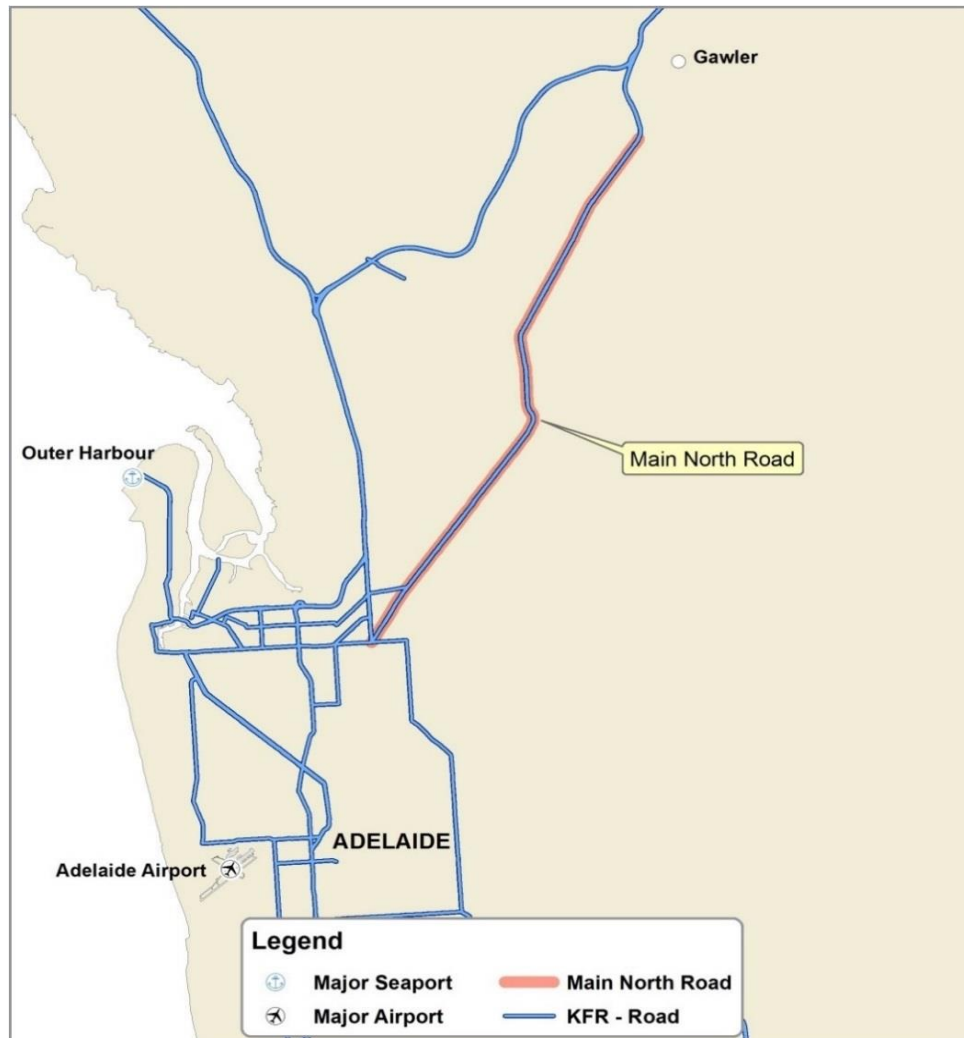 Gawler
Outer Harbour
Main North Road
ADELAIDE
Adelaide Airport
Legend
Major Seaport
Main North Road
Major Airport
KFR - Road